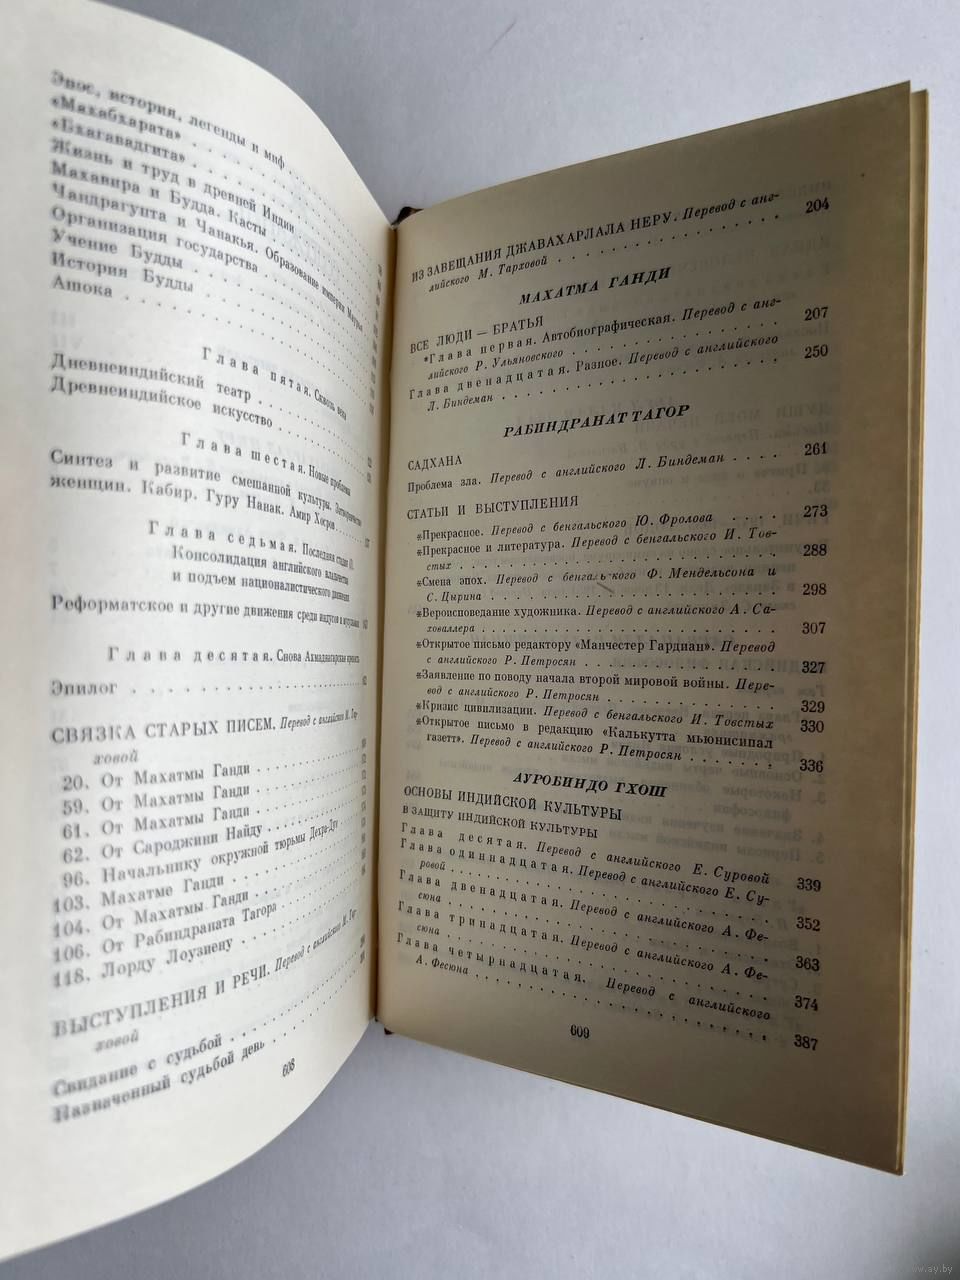 Эпос, история, легенды и миф
«Махабхарата»
«Бхагавадгита»
Жизнь и труд в древней Индии
Махавира и Будда. Касты
Чандрагупта и Чанакья. Образование империи Маурьев
Организация государства
Учение Будды
История Будды
Ашока
Глава пятая. Сквозь века
Древнеиндийский театр
Древнеиндийское искусство
Глава шестая. Новые проблемы
Синтез и развитие смешанной культуры.
женщин. Кабир. Гуру Нанак. Амир Хосров
Глава седьмая. Последняя стадия
Консолидация английского владычества
и подъем националистического движения
Реформатское и другие движения среди индусов и мусульман
Глава десятая. Снова Ахмаднагарская крепость
Эпилог
СВЯЗКА СТАРЫХ ПИСЕМ. Перевод с английского М. Тар-
ховой
20. От Махатмы Ганди
59. От Махатмы Ганди
61. От Махатмы Ганди
62. От Сароджини Найду
96. Начальнику окружной тюрьмы Дехра-Дун
103. Махатме Ганди
104. От Махатмы Ганди
106. От Рабиндраната Тагора
118. Лорду Лоузиену
ВЫСТУПЛЕНИЯ И РЕЧИ. Перевод с английского М. Тар-
ховой
Свидание с судьбой
Назначенный судьбой день
608
ИЗ ЗАВЕЩАНИЯ ДЖАВАХАРЛАЛА НЕРУ. Перевод с анг-
лийского М. Тарховой 204
МАХАТМА ГАНДИ
ВСЕ ЛЮДИ — БРАТЬЯ
*Глава первая. Автобиографическая. Перевод с анг-
лийского Р. Ульяновского 207
Глава двенадцатая. Разное. Перевод с английского
Л. Биндеман 250
РАБИНДРАНАТ ТАГОР
САДХАНА
Проблема зла. Перевод с английского Л. Биндеман 261
СТАТЬИ И ВЫСТУПЛЕНИЯ
*Прекрасное. Перевод с бенгальского Ю. Фролова 273
*Прекрасное и литература. Перевод с бенгальского И. Тов-
стых 288
*Смена эпох. Перевод с бенгальского Ф. Мендельсона и
С. Цырина 298
*Вероисповедание художника. Перевод с английского А. Са-
ховаллера 307
*Открытое письмо редактору «Манчестер Гардиан». Перевод
с английского Р. Петросян 327
*Заявление по поводу начала второй мировой войны. Пере-
вод с английского Р. Петросян 329
*Кризис цивилизации. Перевод с бенгальского И. Товстых 330
*Открытое письмо в редакцию «Калькутта мьюнисипал
газетт». Перевод с английского Р. Петросян 336
АУРОБИНДО ГХОШ
ОСНОВЫ ИНДИЙСКОЙ КУЛЬТУРЫ
В ЗАЩИТУ ИНДИЙСКОЙ КУЛЬТУРЫ
Глава десятая. Перевод с английского Е. Суровой 339
Глава одиннадцатая. Перевод с английского Е. Су-
ровой 352
Глава двенадцатая. Перевод с английского А. Фе-
сюна 363
Глава тринадцатая. Перевод с английского А. Фе-
сюна 374
Глава четырнадцатая. Перевод с английского
А. Фесюна 387
609
www.ay.by